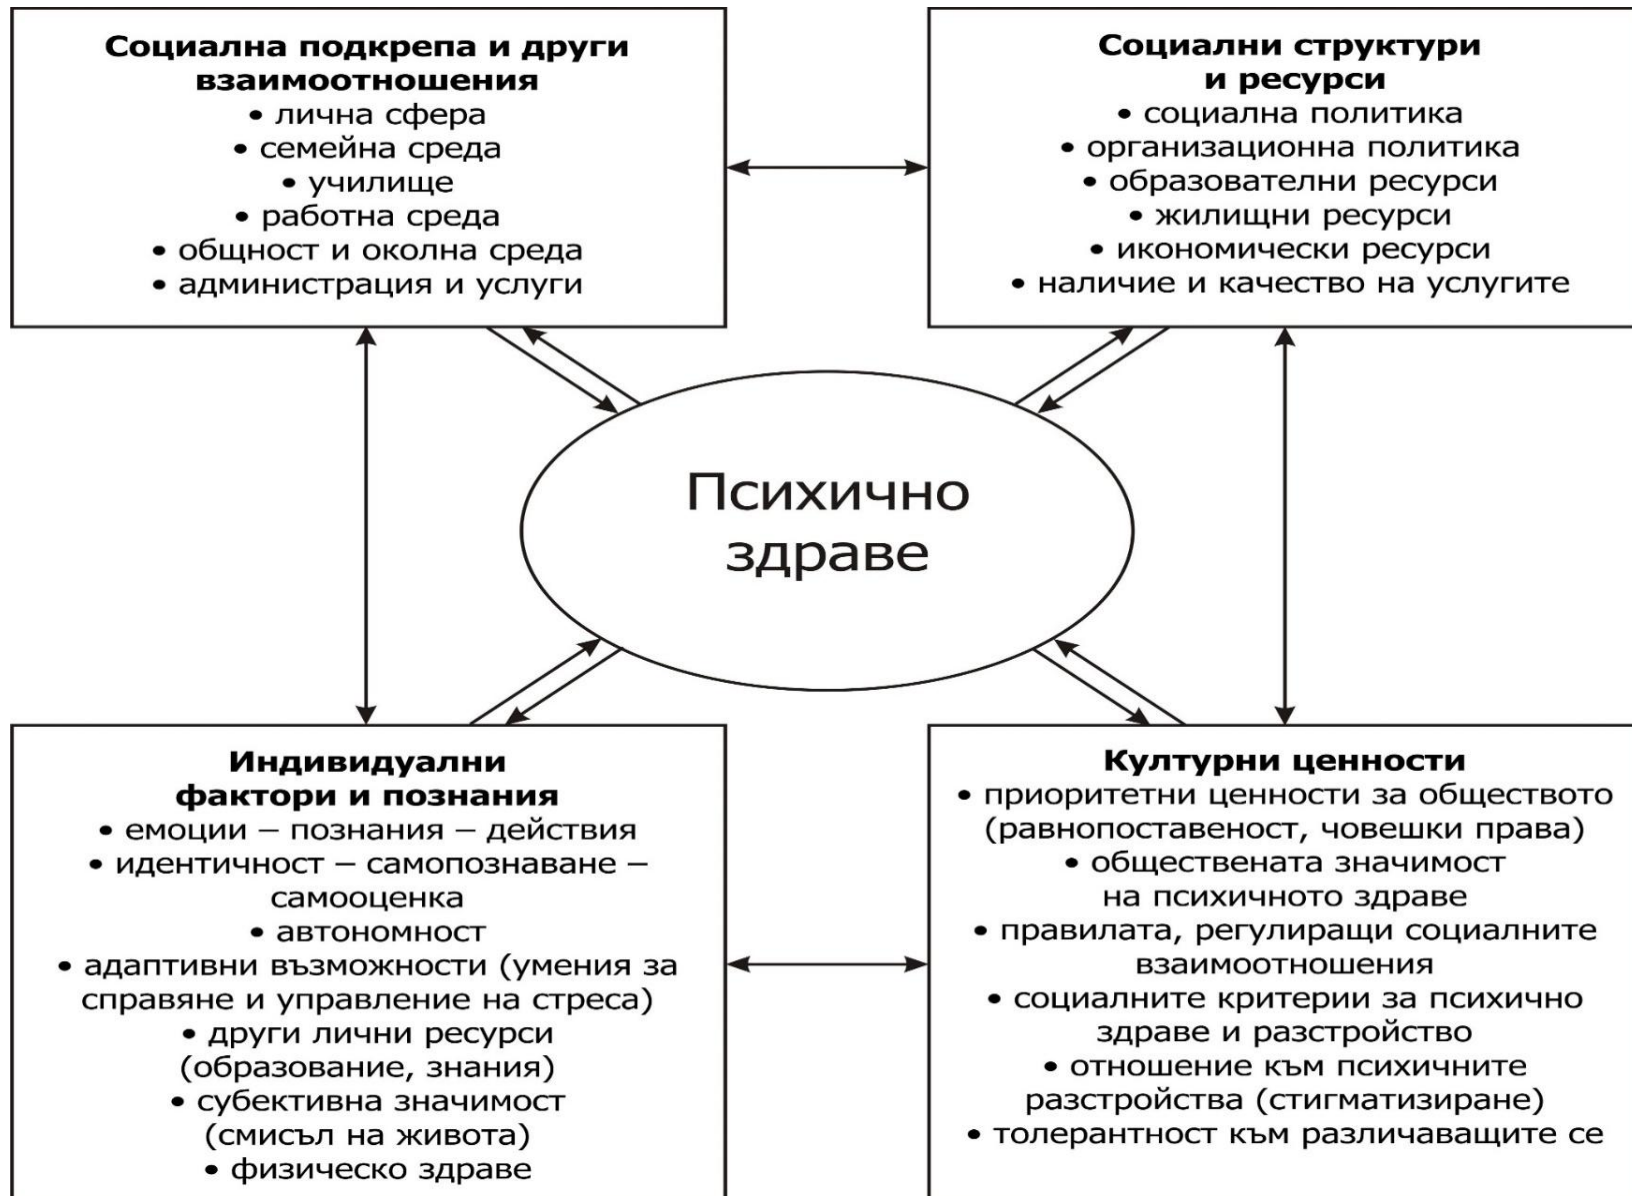 Социална подкрепа и други
взаимоотношения
• лична сфера
• семейна среда
• училище
• работна среда
• общност и околна среда
• администрация и услуги
Социални структури
и ресурси
• социална политика
• организационна политика
• образователни ресурси
• жилищни ресурси
• икономически ресурси
• наличие и качество на услугите
Психично
здраве
Индивидуални
фактори и познания
• емоции – познания – действия
• идентичност – самопознаване –
самооценка
• автономност
• адаптивни възможности (умения за
справяне и управление на стреса)
• други лични ресурси
(образование, знания)
• субективна значимост
(смисъл на живота)
• физическо здраве
Културни ценности
• приоритетни ценности за обществото
(равнопоставеност, човешки права)
• обществената значимост
на психичното здраве
• правилата, регулиращи социалните
взаимоотношения
• социалните критерии за психично
здраве и разстройство
• отношение към психичните
разстройства (стигматизиране)
• толерантност към различаващите се